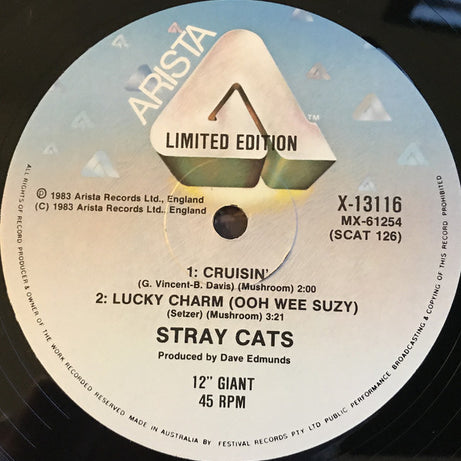 ARISTA
TM
LIMITED EDITION
Ⓟ 1983 Arista Records Ltd., England
(C) 1983 Arista Records Ltd., England
X-13116
MX-61254
(SCAT 126)
1: CRUISIN'
(G. Vincent-B. Davis) (Mushroom) 2:00
2: LUCKY CHARM (OOH WEE SUZY)
(Setzer) (Mushroom) 3:21
STRAY CATS
Produced by Dave Edmunds
12" GIANT
45 RPM
ALL RIGHTS OF RECORD PRODUCER & OWNER OF THE WORK RECORDED RESERVED MADE IN AUSTRALIA BY FESTIVAL RECORDS PTY LTD PUBLIC PERFORMANCE BROADCASTING & COPYING OF THIS RECORD PROHIBITED